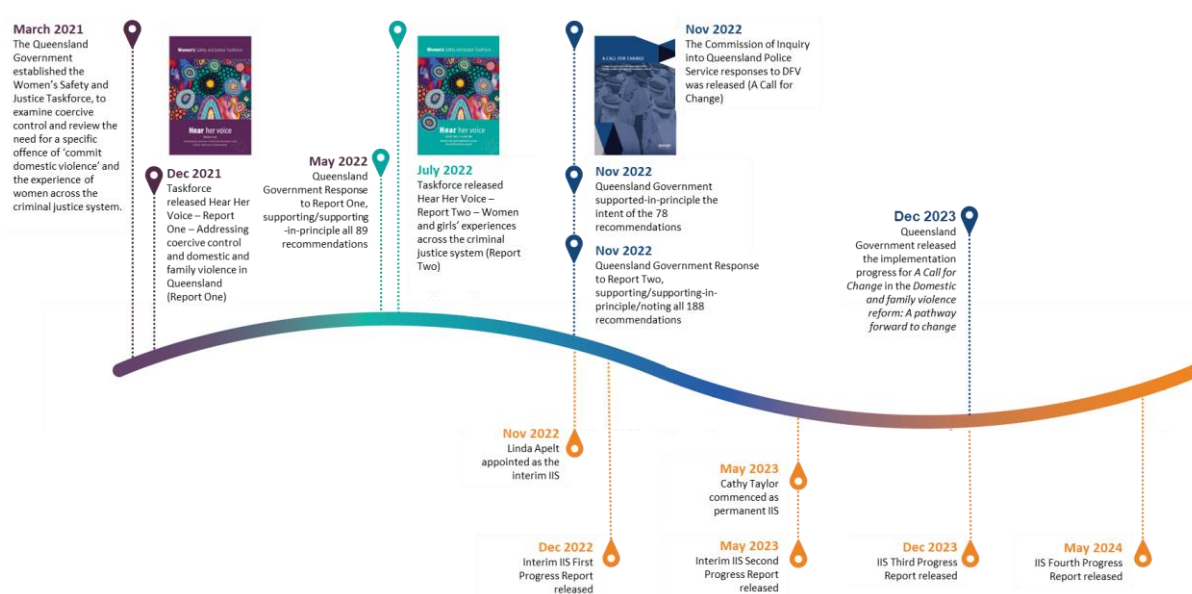 March 2021
The Queensland
Government
established the
Women's Safety and
Justice Taskforce, to
examine coercive
control and review the
need for a specific
offence of 'commit
domestic violence' and
the experience of
women across the
criminal justice system.
Women's Safety and Justice Taskforce
Hear her voice
Dec 2021
Taskforce
released Hear Her
Voice – Report
One – Addressing
coercive control
and domestic and
family violence in
Queensland
(Report One)
May 2022
Queensland
Government Response
to Report One,
supporting/supporting
-in-principle all 89
recommendations
Women's Safety and Justice Taskforce
Hear her voice
July 2022
Taskforce released
Hear Her Voice –
Report Two – Women
and girls' experiences
across the criminal
justice system (Report
Two)
A CALL FOR CHANGE
Nov 2022
The Commission of Inquiry
into Queensland Police
Service responses to DFV
was released (A Call for
Change)
Nov 2022
Queensland Government
supported-in-principle the
intent of the 78
recommendations
Nov 2022
Queensland Government Response
to Report Two,
supporting/supporting-in-
principle/noting all 188
recommendations
Dec 2023
Queensland
Government released
the implementation
progress for A Call for
Change in the Domestic
and family violence
reform: A pathway
forward to change
Nov 2022
Linda Apelt
appointed as the
interim IIS
Dec 2022
Interim IIS First
Progress Report
released
May 2023
Cathy Taylor
commenced as
permanent IIS
May 2023
Interim IIS Second
Progress Report
released
Dec 2023
IIS Third Progress
Report released
May 2024
IIS Fourth Progress
Report released